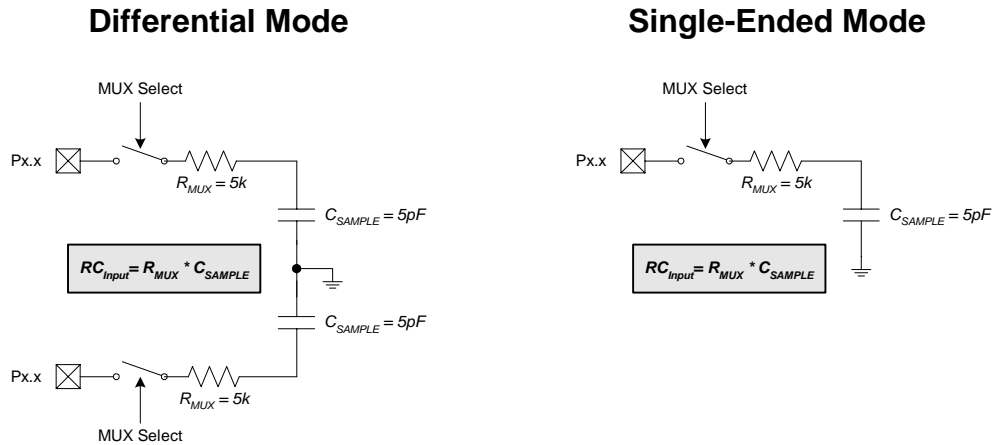 Differential Mode
MUX Select
Px.x
R_MUX = 5k
C_SAMPLE = 5pF
RC_Input= R_MUX * C_SAMPLE
C_SAMPLE = 5pF
Px.x
R_MUX = 5k
MUX Select
Single-Ended Mode
MUX Select
Px.x
R_MUX = 5k
C_SAMPLE = 5pF
RC_Input= R_MUX * C_SAMPLE